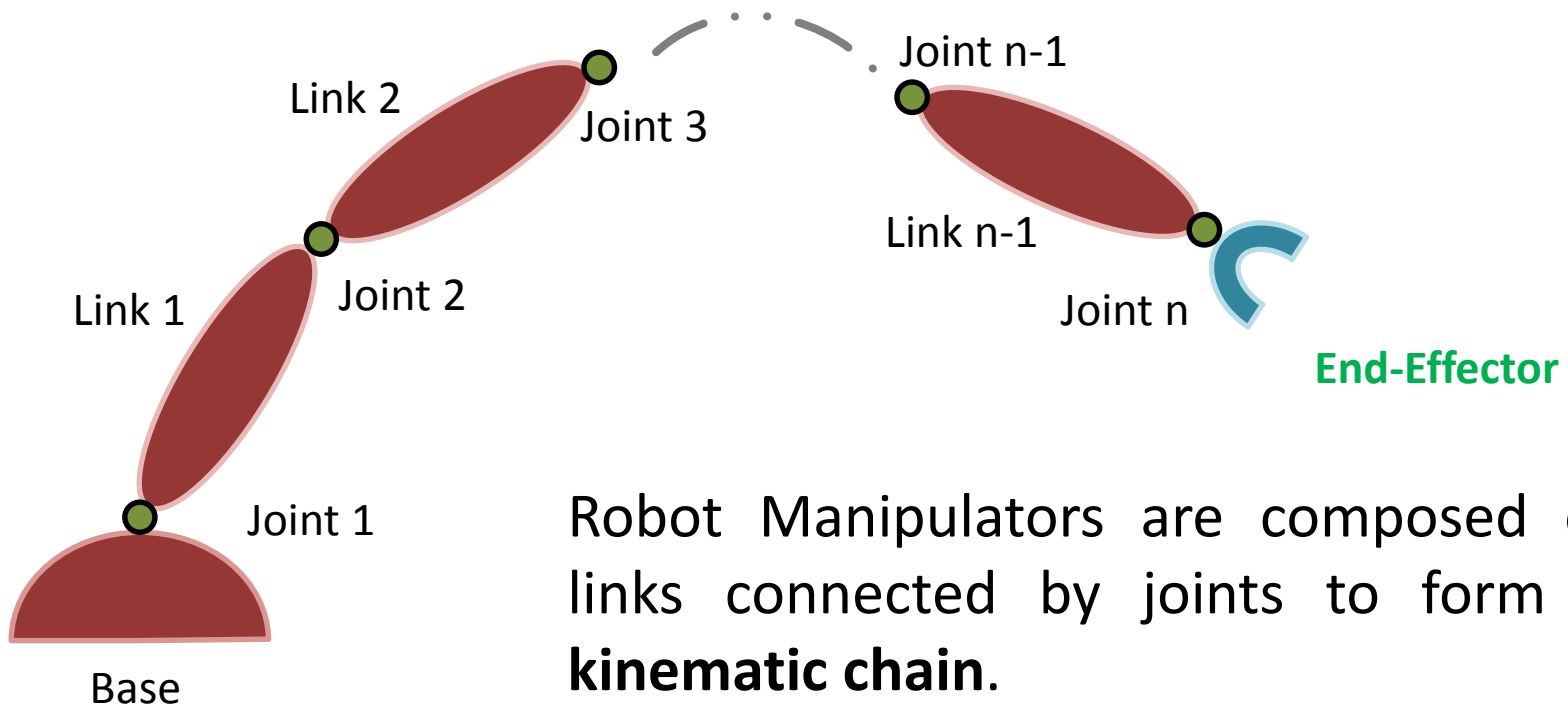 Joint n-1
Link 2
Joint 3
Link n-1
Link 1
Joint 2
Joint n
End-Effector
Joint 1
Robot Manipulators are composed
links connected by joints to form
kinematic chain.
Base